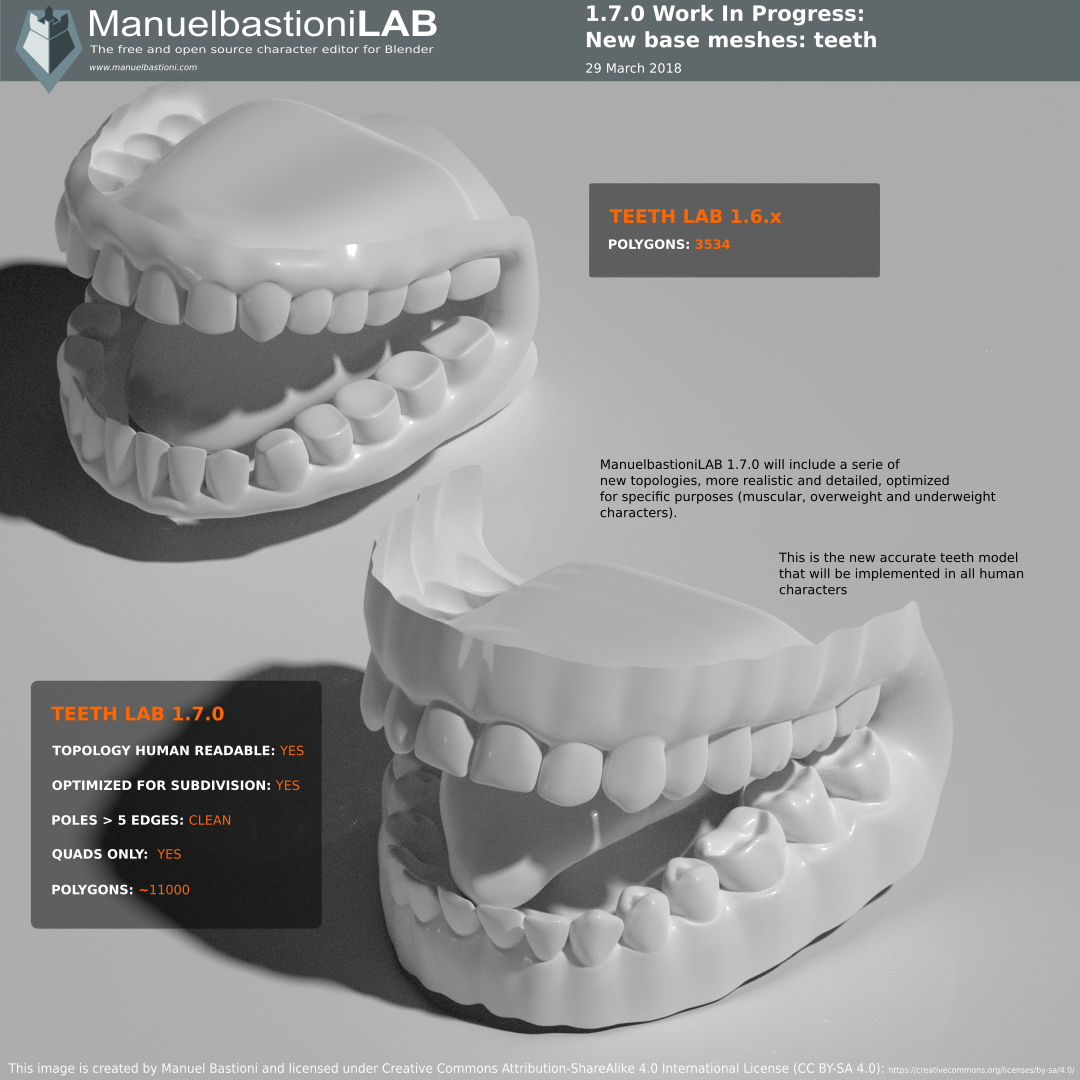 ManuelbastioniLAB
The free and open source character editor for Blender
www.manuelbastioni.com
1.7.0 Work In Progress:
New base meshes: teeth
29 March 2018
TEETH LAB 1.6.x
POLYGONS: 3534
ManuelbastioniLAB 1.7.0 will include a serie of
new topologies, more realistic and detailed, optimized
for specific purposes (muscular, overweight and underweight
characters).
This is the new accurate teeth model
that will be implemented in all human
characters
TEETH LAB 1.7.0
TOPOLOGY HUMAN READABLE: YES
OPTIMIZED FOR SUBDIVISION: YES
POLES > 5 EDGES: CLEAN
QUADS ONLY: YES
POLYGONS: ~11000
This image is created by Manuel Bastioni and licensed under Creative Commons Attribution-ShareAlike 4.0 International License (CC BY-SA 4.0): https://creativecommons.org/licenses/by-sa/4.0/